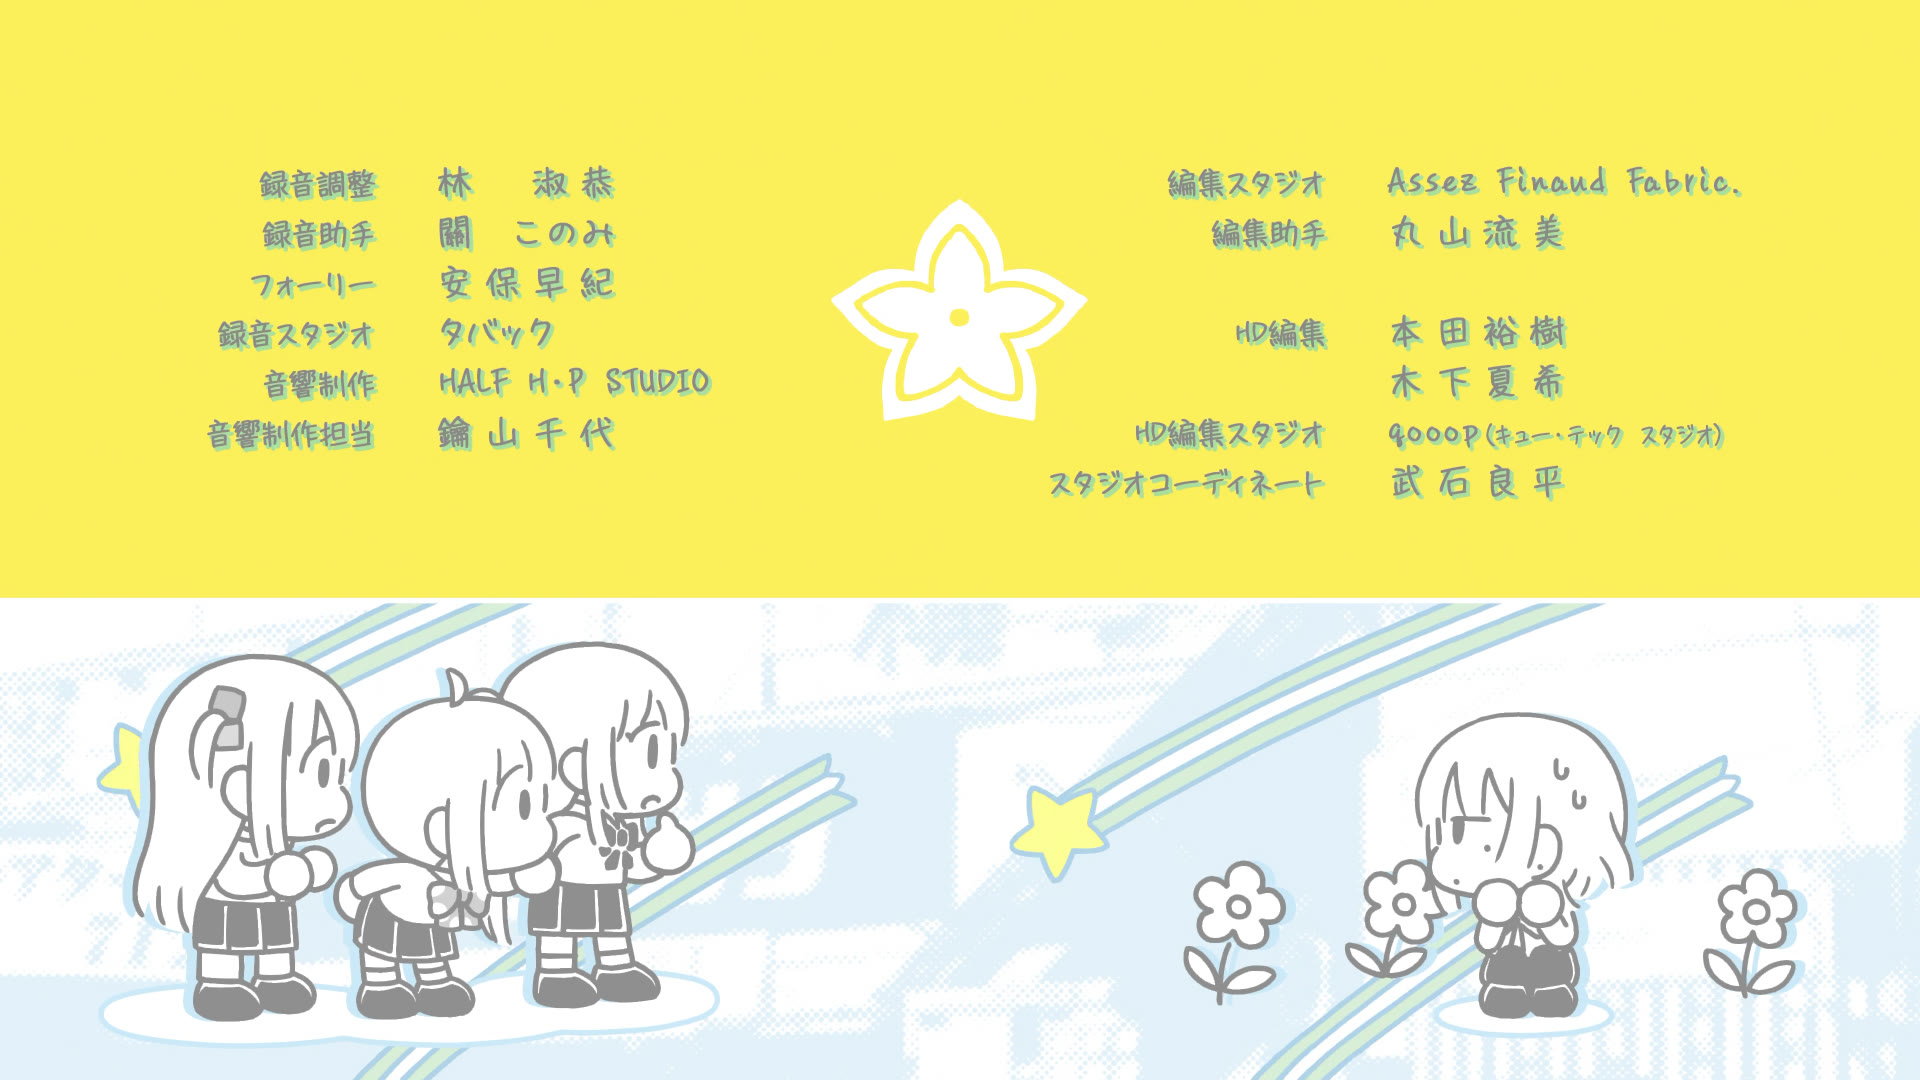 録音調整 林 淑恭
録音助手 關 このみ
フォーリー 安保早紀
録音スタジオ タバック
音響制作 HALF H・P STUDIO
音響制作担当 鑰山千代
編集スタジオ Assez Finaud Fabric.
編集助手 丸山流美
HD編集 本田裕樹
木下夏希
HD編集スタジオ q000p(キュー・テック スタジオ)
スタジオコーディネート 武石良平